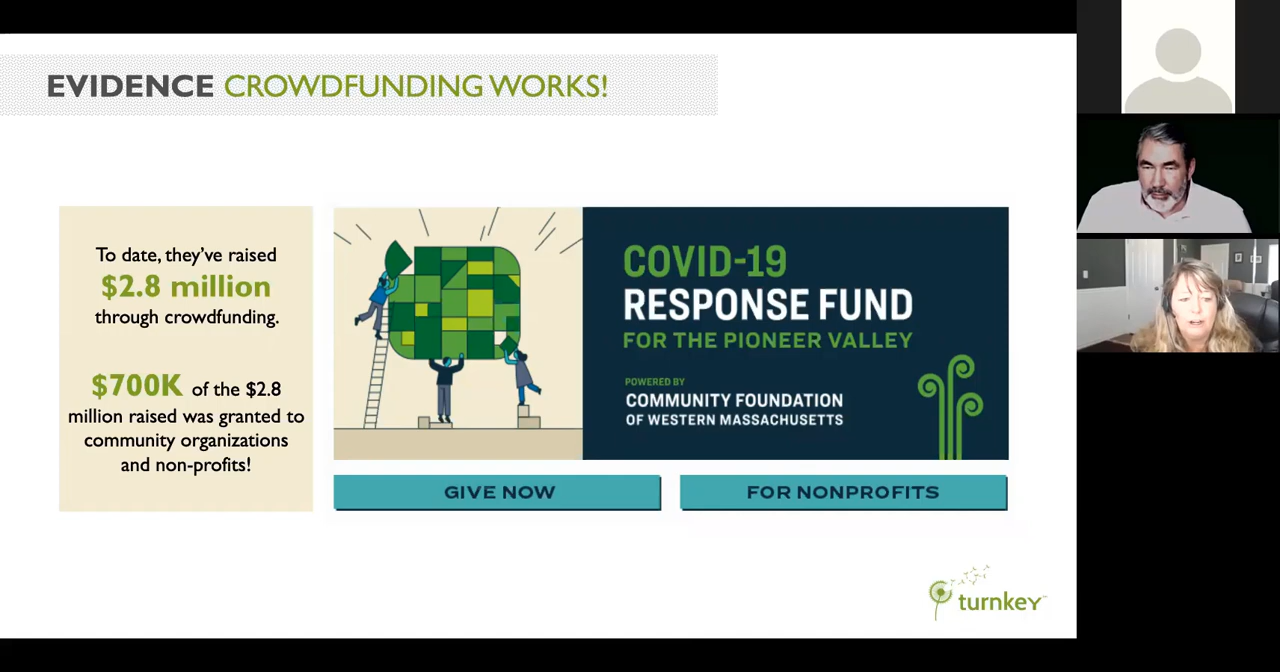 EVIDENCE CROWDFUNDING WORKS!
To date, they've raised
$2.8 million
through crowdfunding.
$700K of the $2.8
million raised was granted to
community organizations
and non-profits!
COVID-19
RESPONSE FUND
FOR THE PIONEER VALLEY
POWERED BY
COMMUNITY FOUNDATION
OF WESTERN MASSACHUSETTS
GIVE NOW
FOR NONPROFITS
turnkey™